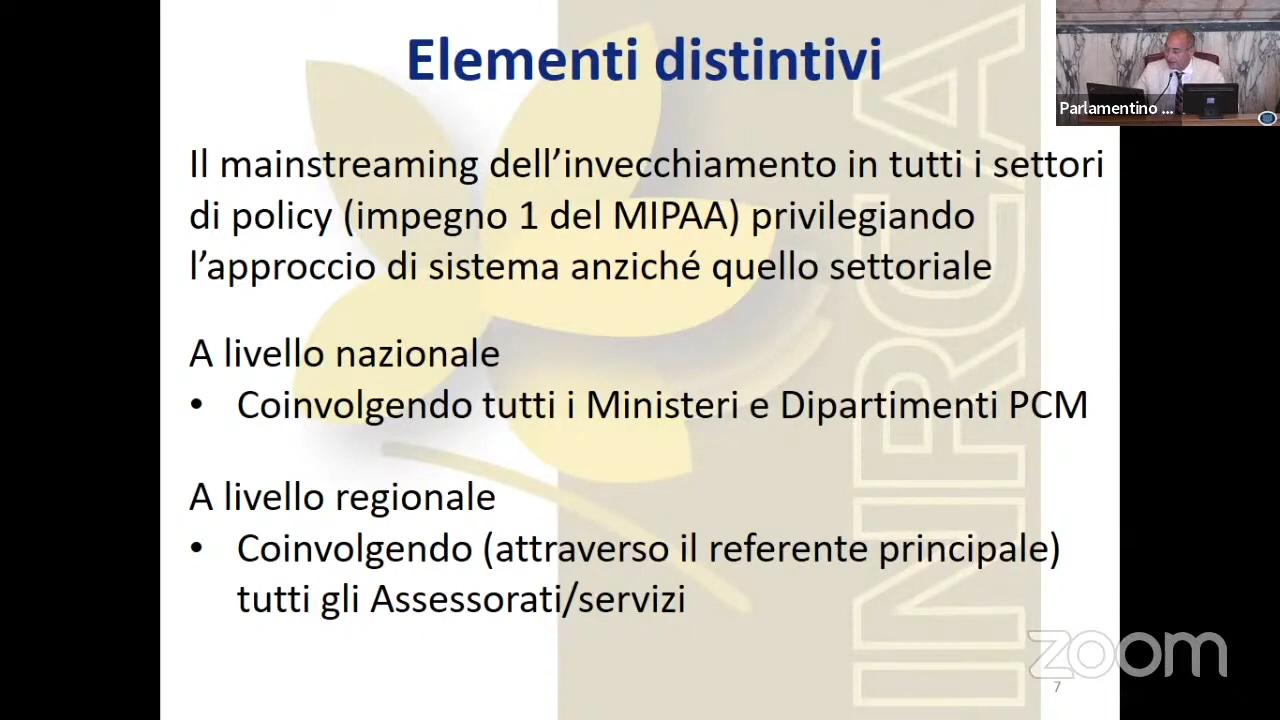 Elementi distintivi
Parlamentino ...
Il mainstreaming dell’invecchiamento in tutti i settori
di policy (impegno 1 del MIPAA) privilegiando
l’approccio di sistema anziché quello settoriale
A livello nazionale
• Coinvolgendo tutti i Ministeri e Dipartimenti PCM
A livello regionale
• Coinvolgendo (attraverso il referente principale)
tutti gli Assessorati/servizi
INRCA
zoom
7